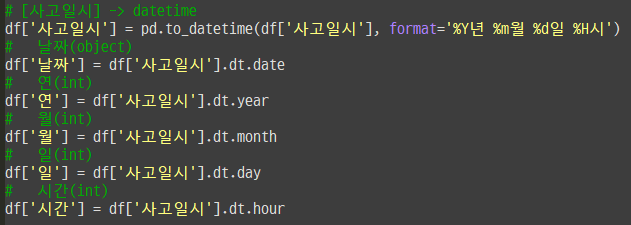 # [사고일시] -> datetime
df['사고일시'] = pd.to_datetime(df['사고일시'], format='%Y년 %m월 %d일 %H시')
#   날짜(object)
df['날짜'] = df['사고일시'].dt.date
#   연(int)
df['연'] = df['사고일시'].dt.year
#   월(int)
df['월'] = df['사고일시'].dt.month
#   일(int)
df['일'] = df['사고일시'].dt.day
#   시간(int)
df['시간'] = df['사고일시'].dt.hour